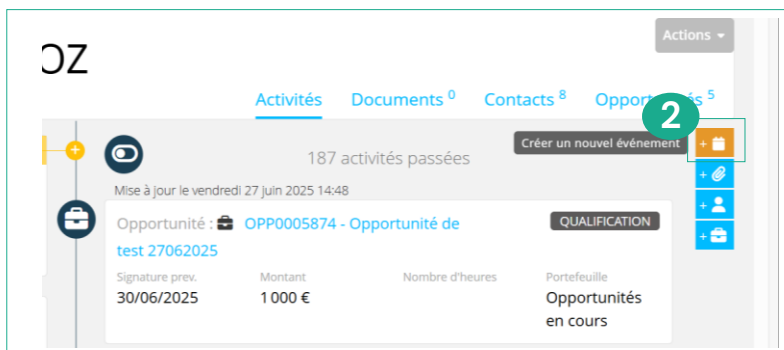 Actions
OZ
Activités Documents 0 Contacts 8 Opportunités 5
2
Créer un nouvel événement
187 activités passées
Mise à jour le vendredi 27 juin 2025 14:48
Opportunité : OPP0005874 - Opportunité de test 27062025
QUALIFICATION
Signature prev. Montant Nombre d'heures Portefeuille
30/06/2025 1 000 € Opportunités
en cours